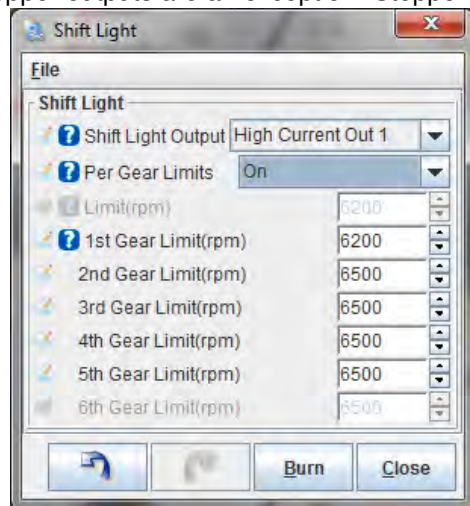 Shift Light
File
Shift Light
Shift Light Output High Current Out 1
Per Gear Limits On
Limit(rpm) 6200
1st Gear Limit(rpm) 6200
2nd Gear Limit(rpm) 6500
3rd Gear Limit(rpm) 6500
4th Gear Limit(rpm) 6500
5th Gear Limit(rpm) 6500
6th Gear Limit(rpm) 6500
Burn Close